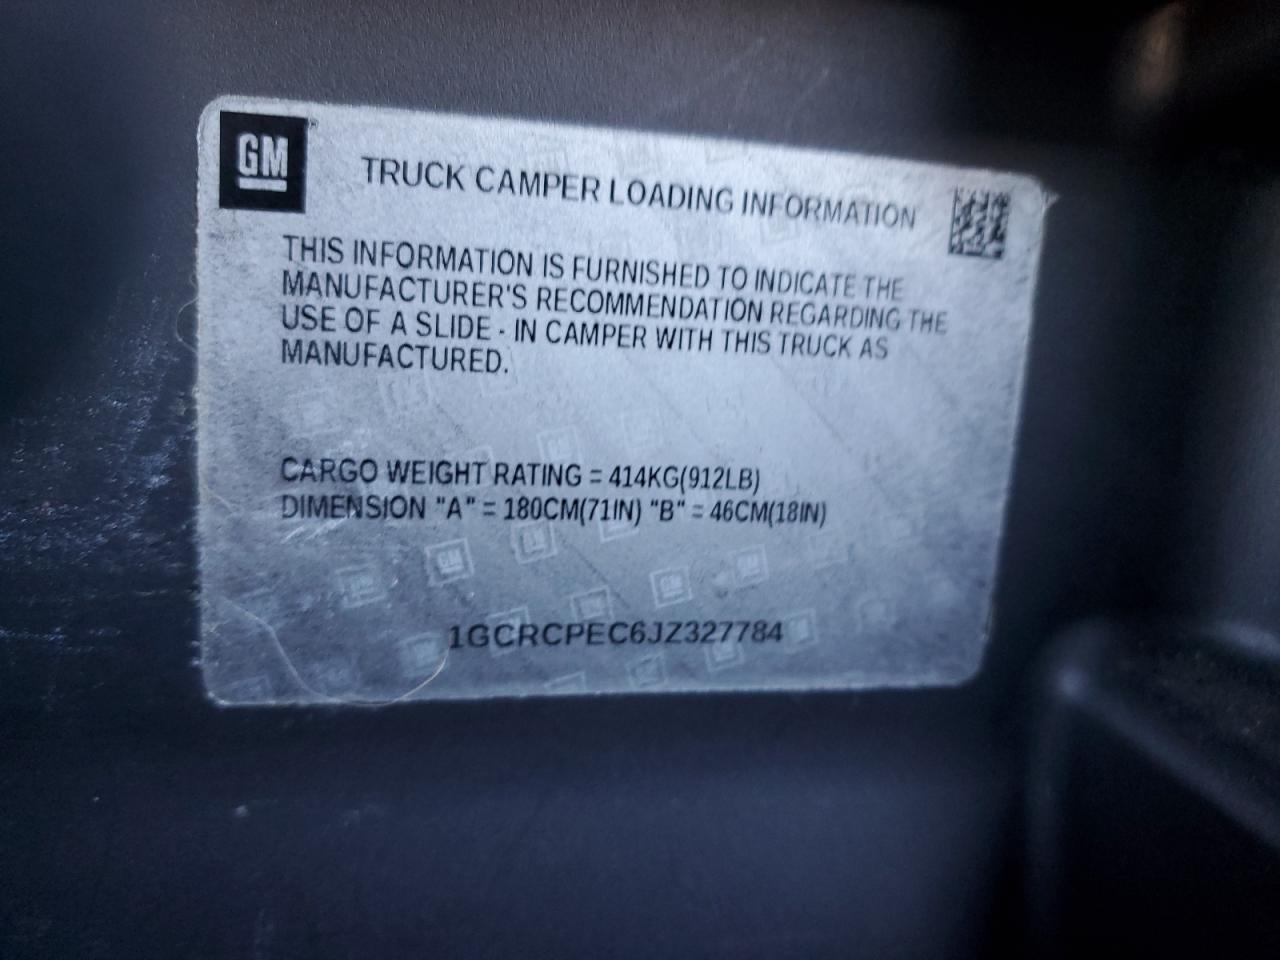 GM
TRUCK CAMPER LOADING INFORMATION
THIS INFORMATION IS FURNISHED TO INDICATE THE
MANUFACTURER'S RECOMMENDATION REGARDING THE
USE OF A SLIDE - IN CAMPER WITH THIS TRUCK AS
MANUFACTURED.
CARGO WEIGHT RATING = 414KG(912LB)
DIMENSION "A" = 180CM(71IN) "B" = 46CM(18IN)
1GCRCPEC6JZ327784